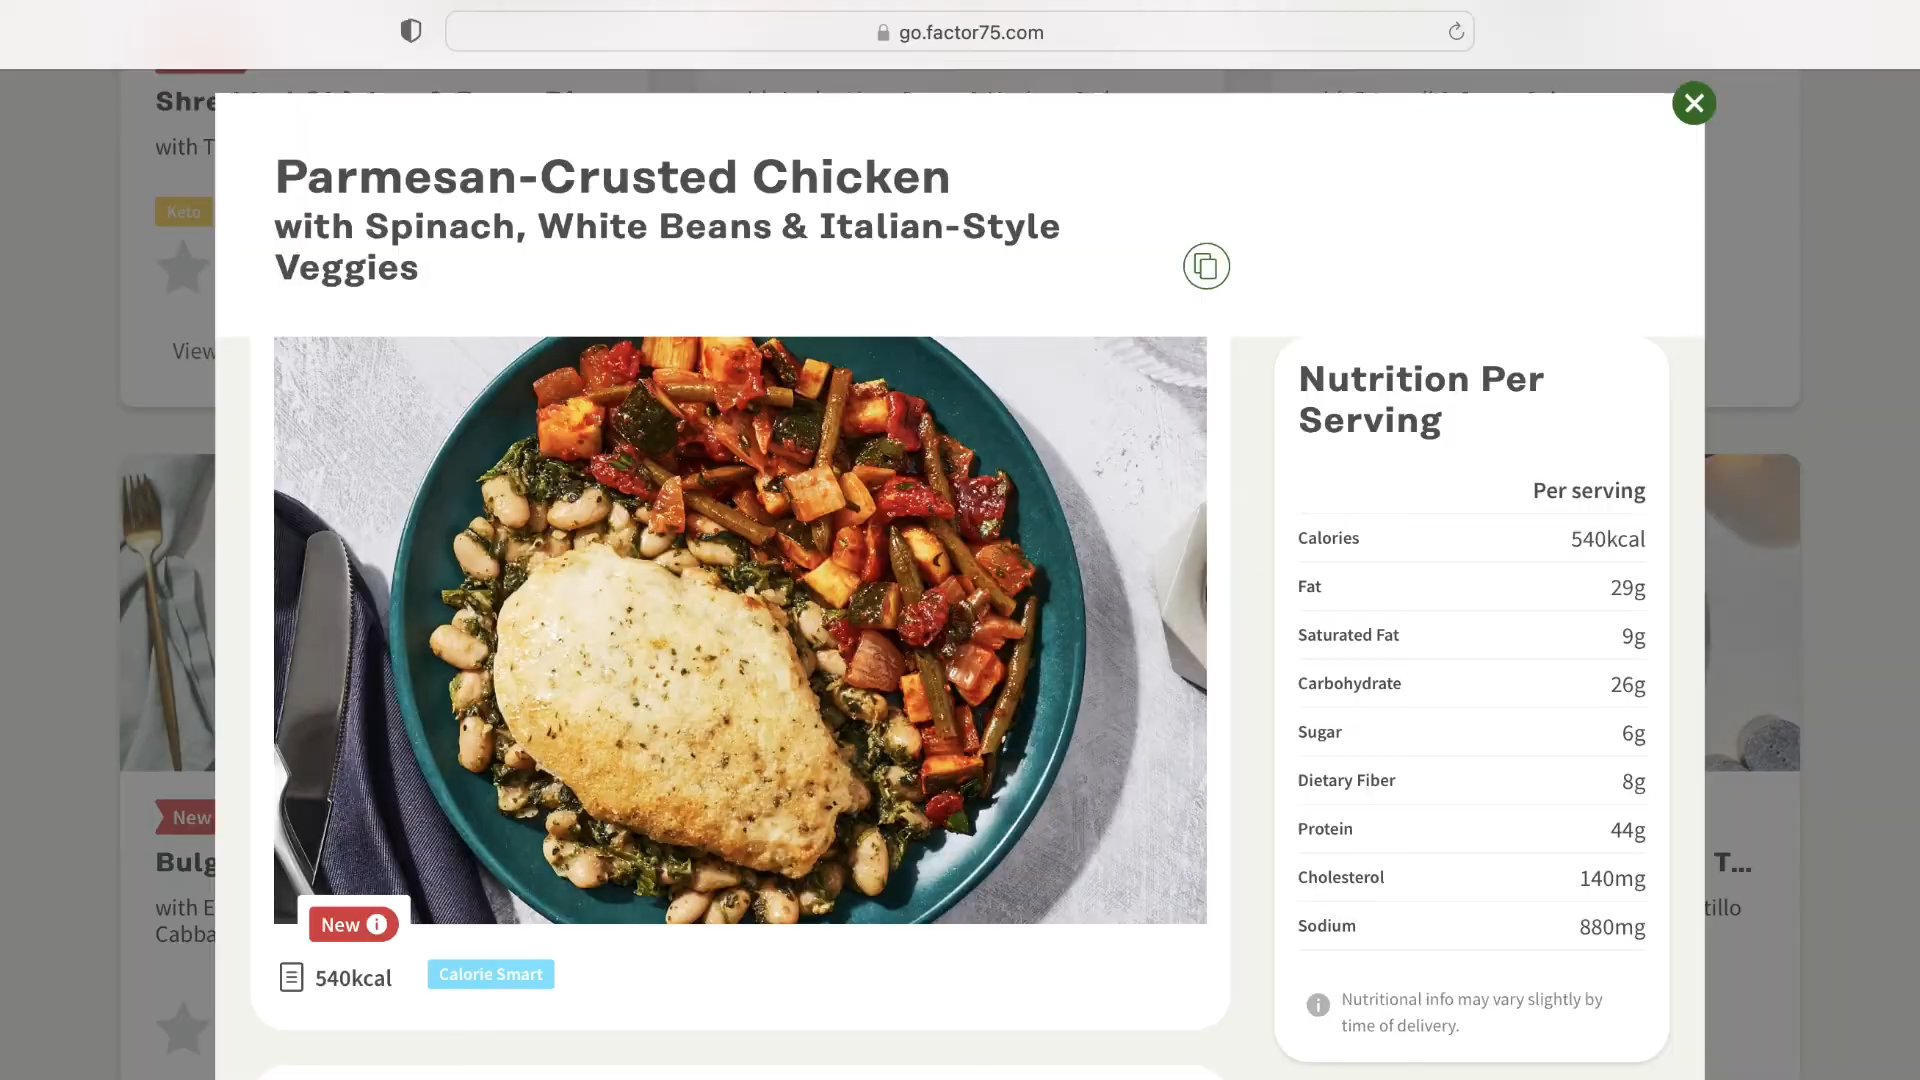 go.factor75.com
Shre
with T
Keto
View
Parmesan-Crusted Chicken
with Spinach, White Beans & Italian-Style
Veggies
Nutrition Per
Serving
Per serving
Calories 540kcal
Fat 29g
Saturated Fat 9g
Carbohydrate 26g
Sugar 6g
Dietary Fiber 8g
Protein 44g
Cholesterol 140mg
Sodium 880mg
Nutritional info may vary slightly by
time of delivery.
New
540kcal
Calorie Smart
New
Bulg
with E
Cabba
T...
tillo